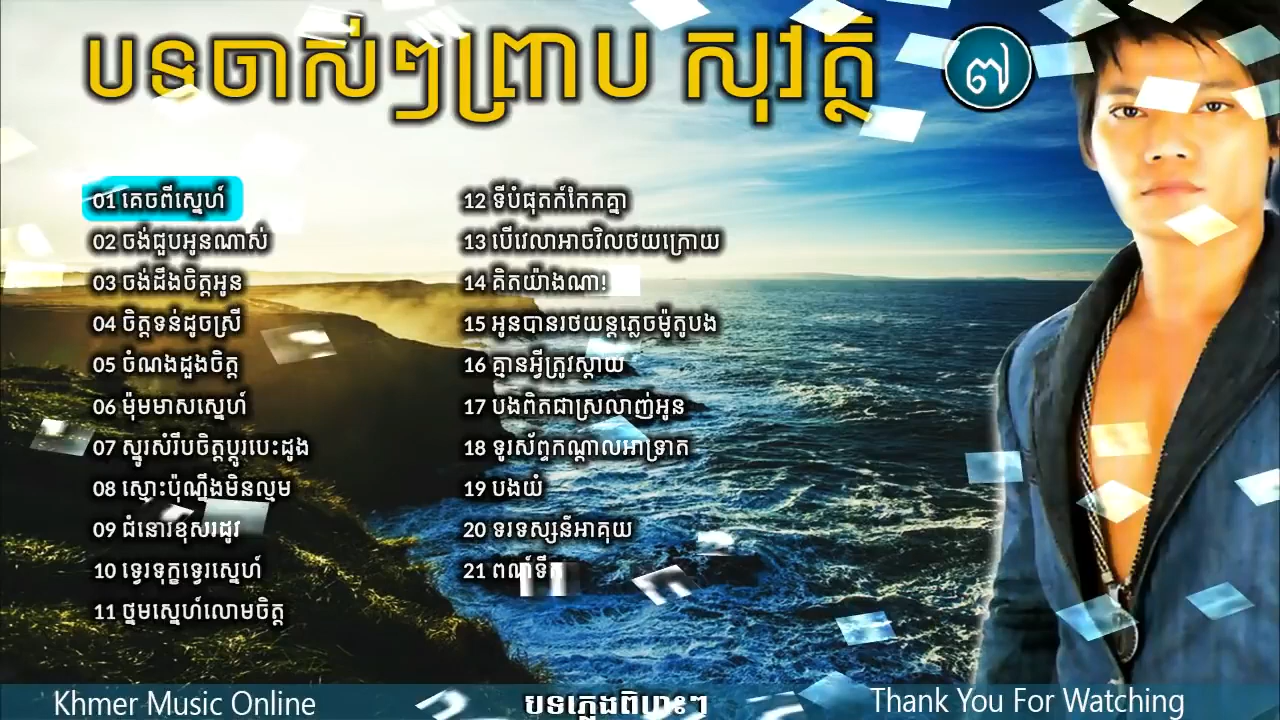 បទចាស់ៗព្រាប សុវត្ថិ ៧
01 គេចពីស្នេហ៍
02 ចង់ជួបអូនណាស់
03 ចង់ដឹងចិត្តអូន
04 ចិត្តទន់ដូចស្រី
05 ចំណងដួងចិត្ត
06 ម៉ុមមាសស្នេហ៍
07 ស្នូរសំរឹបចិត្តប្តូរបេះដូង
08 ស្មោះប៉ុណ្ណឹងមិនល្មម
09 ជំនោរខុសរដូវ
10 ទ្វេរទុក្ខទ្វេរស្នេហ៍
11 ថ្នមស្នេហ៍លោមចិត្ត
12 ទីបំផុតក៍កែកគ្នា
13 បើវេលាអាចវិលថយក្រោយ
14 គិតយ៉ាងណា!
15 អូនបានរថយន្តភ្លេចម៉ូតូបង
16 គ្មានអ្វីត្រូវស្តាយ
17 បងពិតជាស្រលាញ់អូន
18 ទូរស័ព្ទកណ្តាលអាទ្រាត
19 បងយំ
20 ទរទស្សនីអាគុយ
21 ពណ៍ទឹក
Khmer Music Online
បទភ្លេងពិរោះៗ
Thank You For Watching